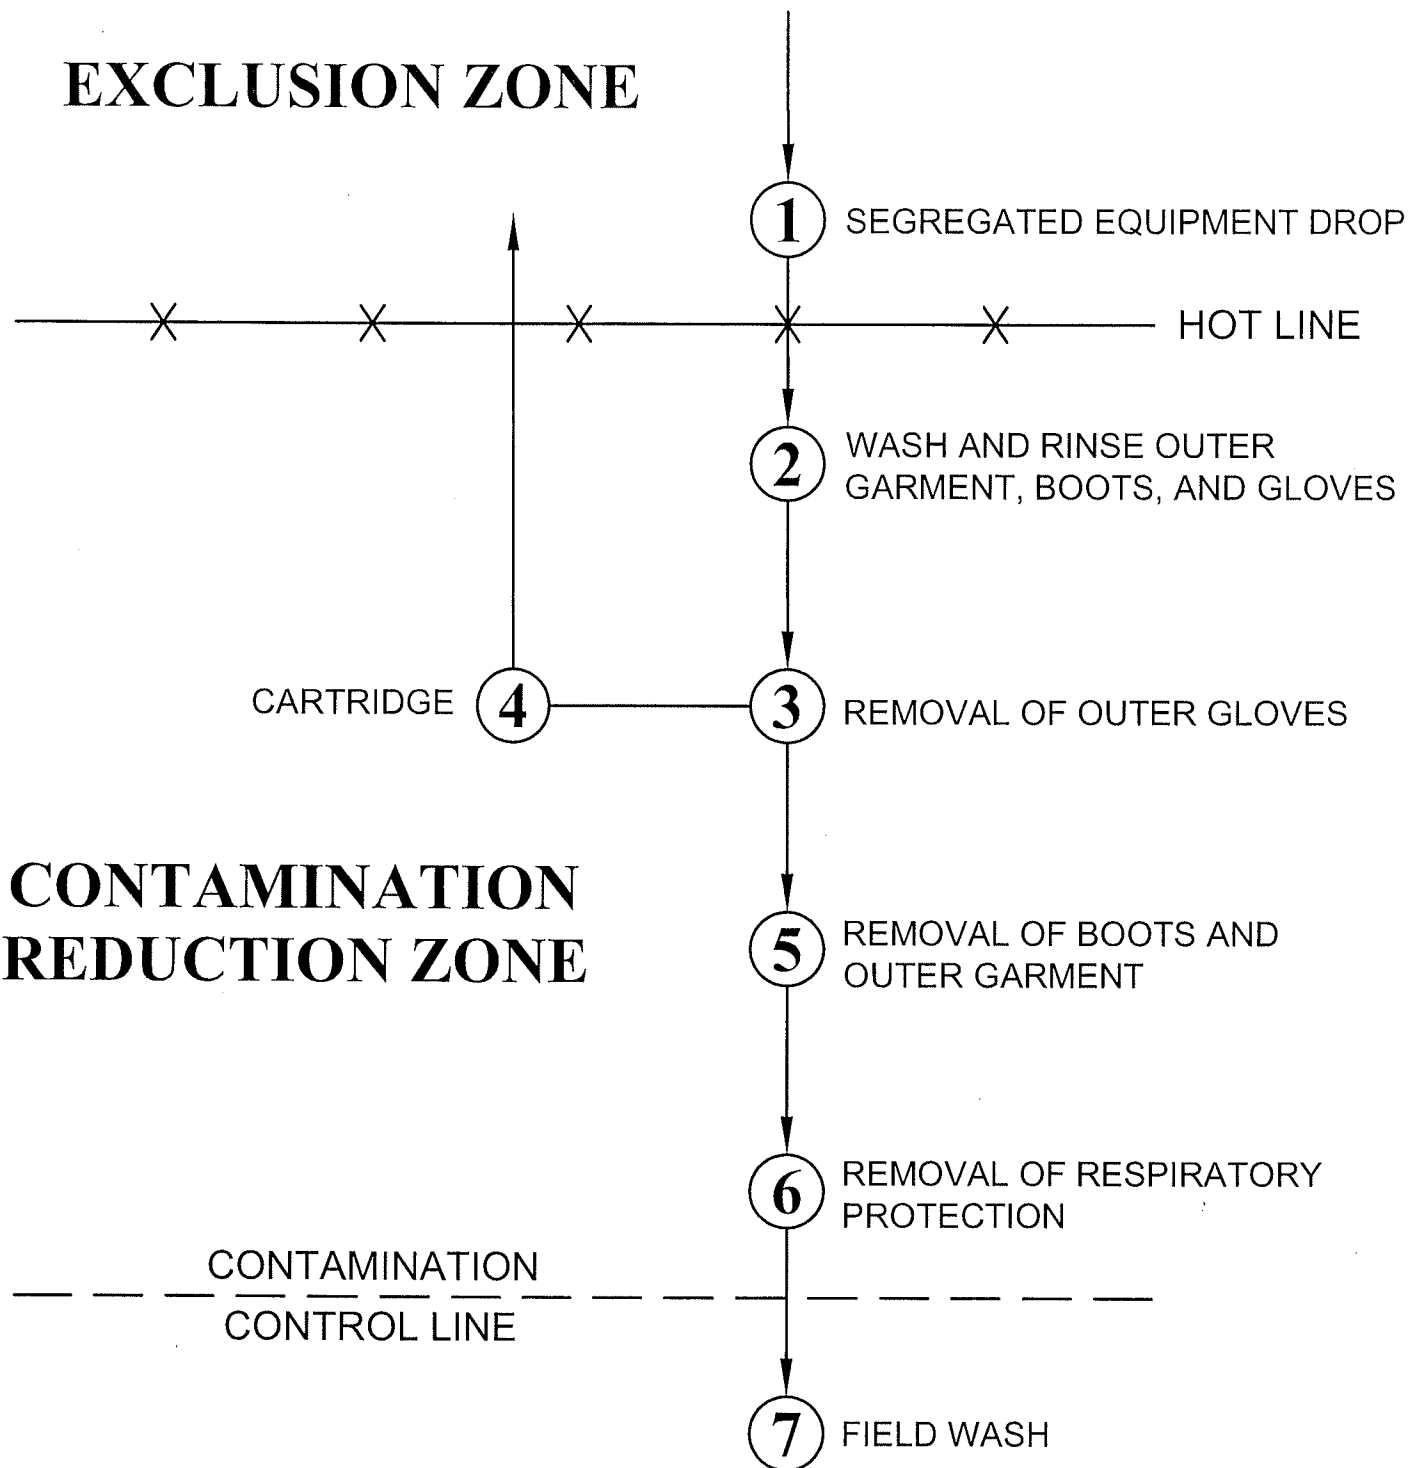 EXCLUSION ZONE
1 SEGREGATED EQUIPMENT DROP
HOT LINE
2 WASH AND RINSE OUTER
GARMENT, BOOTS, AND GLOVES
CARTRIDGE 4 3 REMOVAL OF OUTER GLOVES
CONTAMINATION
REDUCTION ZONE
5 REMOVAL OF BOOTS AND
OUTER GARMENT
6 REMOVAL OF RESPIRATORY
PROTECTION
CONTAMINATION
CONTROL LINE
7 FIELD WASH